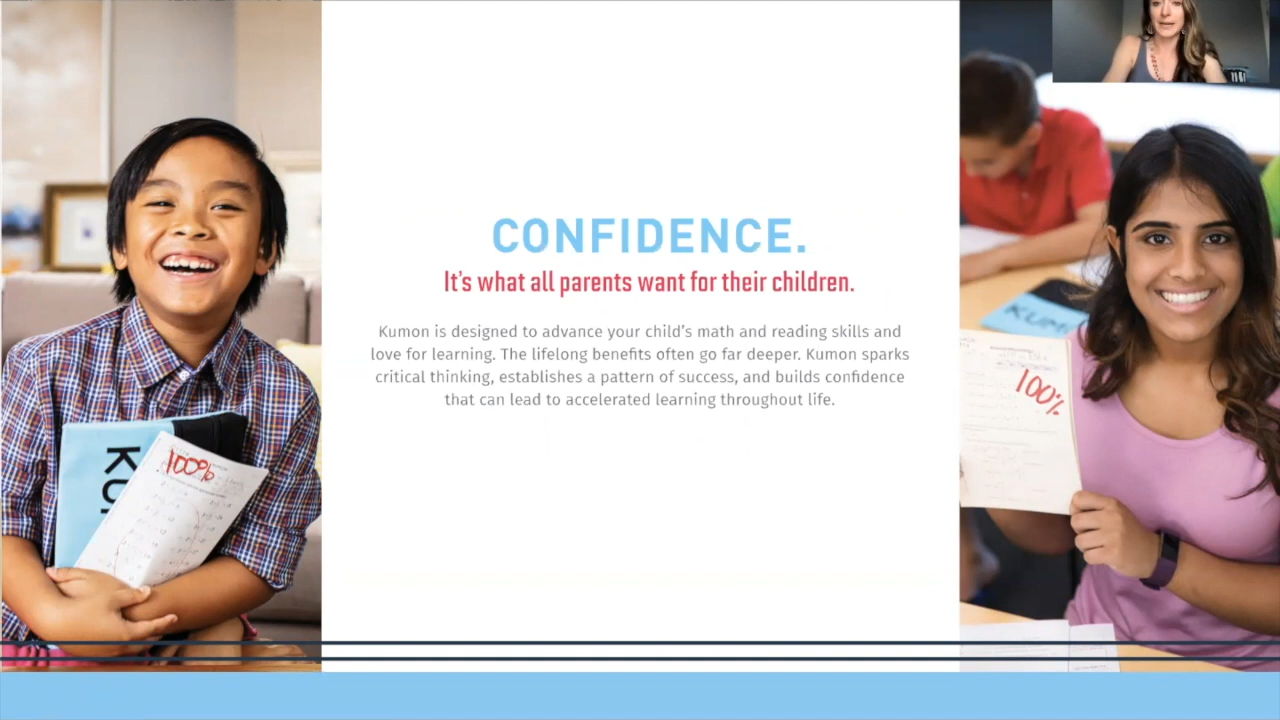 CONFIDENCE.
It's what all parents want for their children.
Kumon is designed to advance your child's math and reading skills and
love for learning. The lifelong benefits often go far deeper. Kumon sparks
critical thinking, establishes a pattern of success, and builds confidence
that can lead to accelerated learning throughout life.
100%
KUM
100%